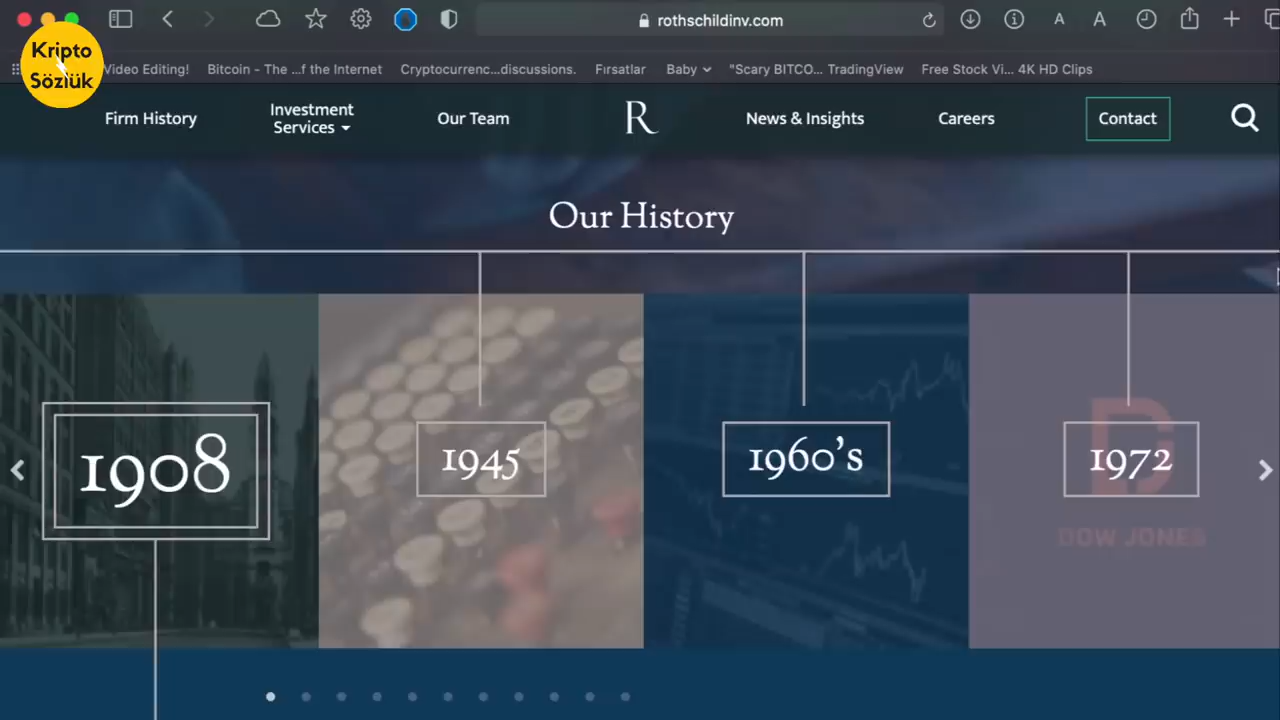 rothschildinv.com
A
A
Kripto
Sözlük
Video Editing!
Bitcoin - The ...f the Internet
Cryptocurrenc...discussions.
Fırsatlar
Baby
"Scary BITCO... TradingView
Free Stock Vi... 4K HD Clips
Firm History
Investment
Services
Our Team
R
News & Insights
Careers
Contact
Our History
1908
1945
1960's
1972
DOW JONES